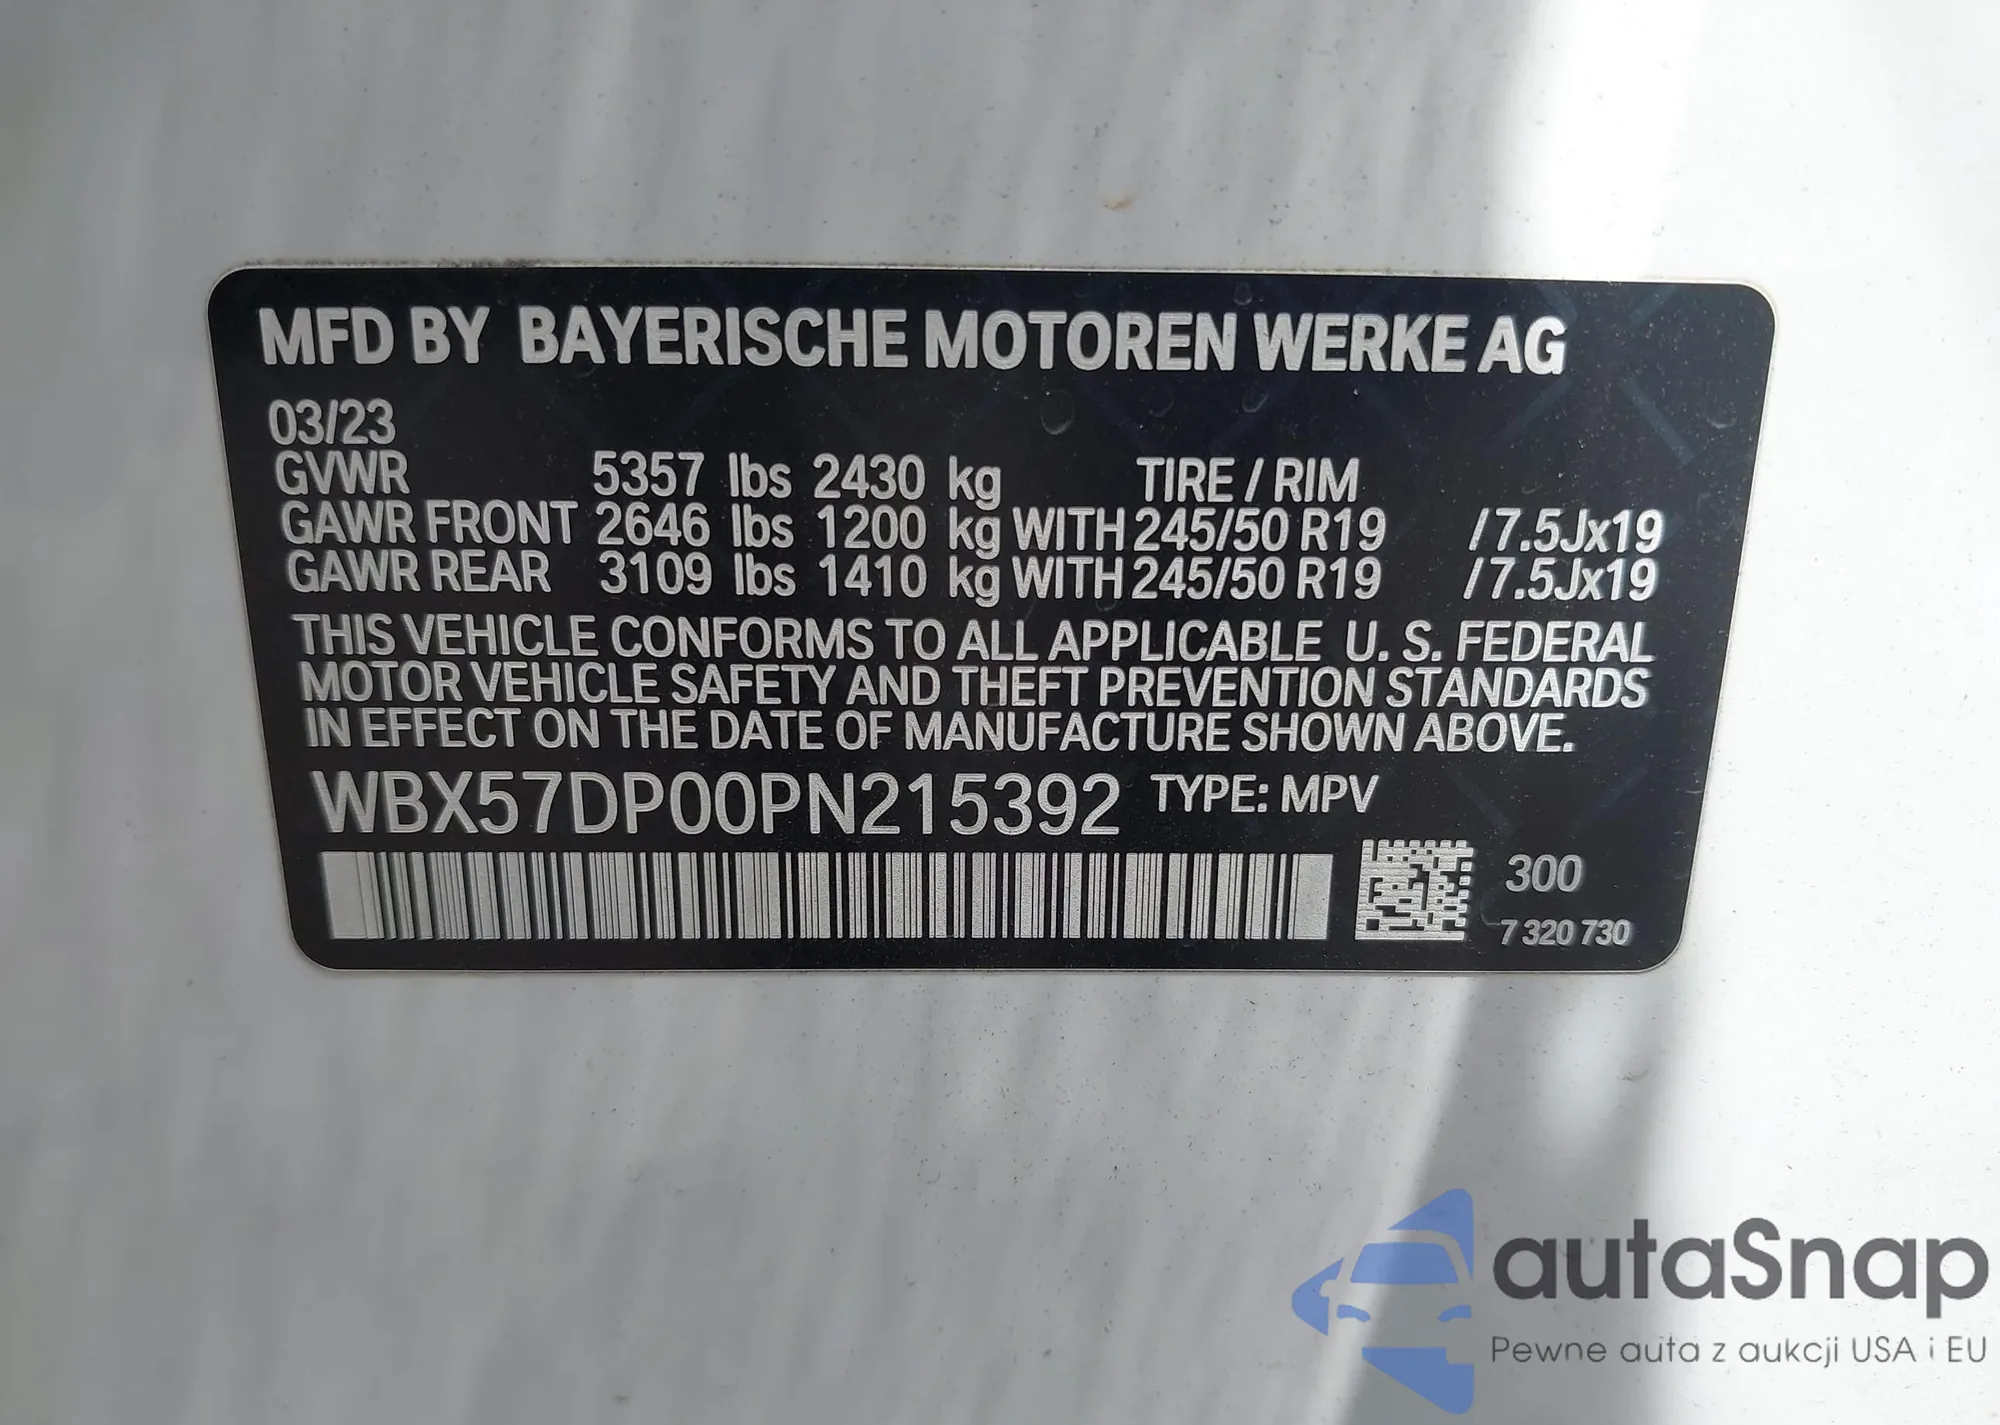 MFD BY BAYERISCHE MOTOREN WERKE AG
03/23
GVWR 5357 lbs 2430 kg TIRE / RIM
GAWR FRONT 2646 lbs 1200 kg WITH 245/50 R19 /7.5Jx19
GAWR REAR 3109 lbs 1410 kg WITH 245/50 R19 /7.5Jx19
THIS VEHICLE CONFORMS TO ALL APPLICABLE U. S. FEDERAL
MOTOR VEHICLE SAFETY AND THEFT PREVENTION STANDARDS
IN EFFECT ON THE DATE OF MANUFACTURE SHOWN ABOVE.
WBX57DP00PN215392 TYPE: MPV
300
7 320 730
autaSnap
Pewne auta z aukcji USA i EU